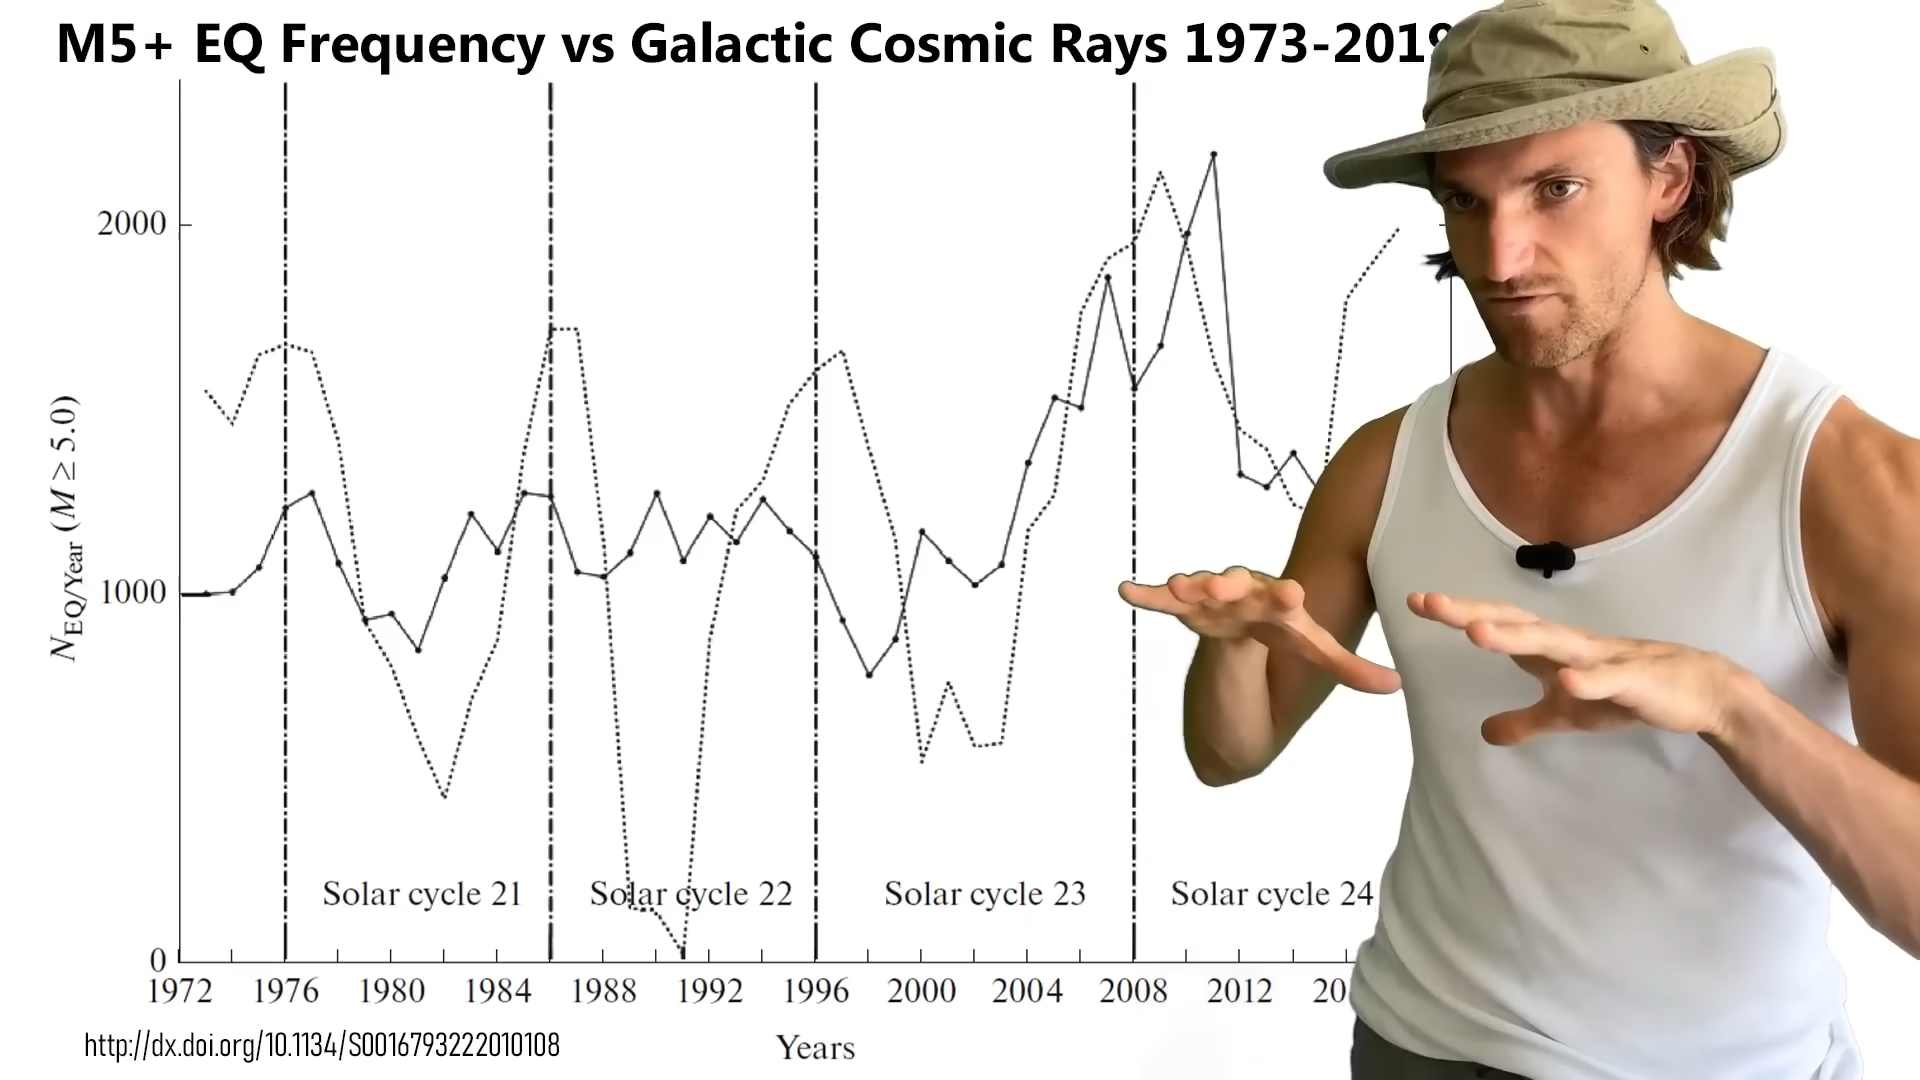 M5+ EQ Frequency vs Galactic Cosmic Rays 1973-2019
2000
1000
0
N_EQ/Year (M ≥ 5.0)
Solar cycle 21
Solar cycle 22
Solar cycle 23
Solar cycle 24
1972 1976 1980 1984 1988 1992 1996 2000 2004 2008 2012
Years
http://dx.doi.org/10.1134/S0016793222010108